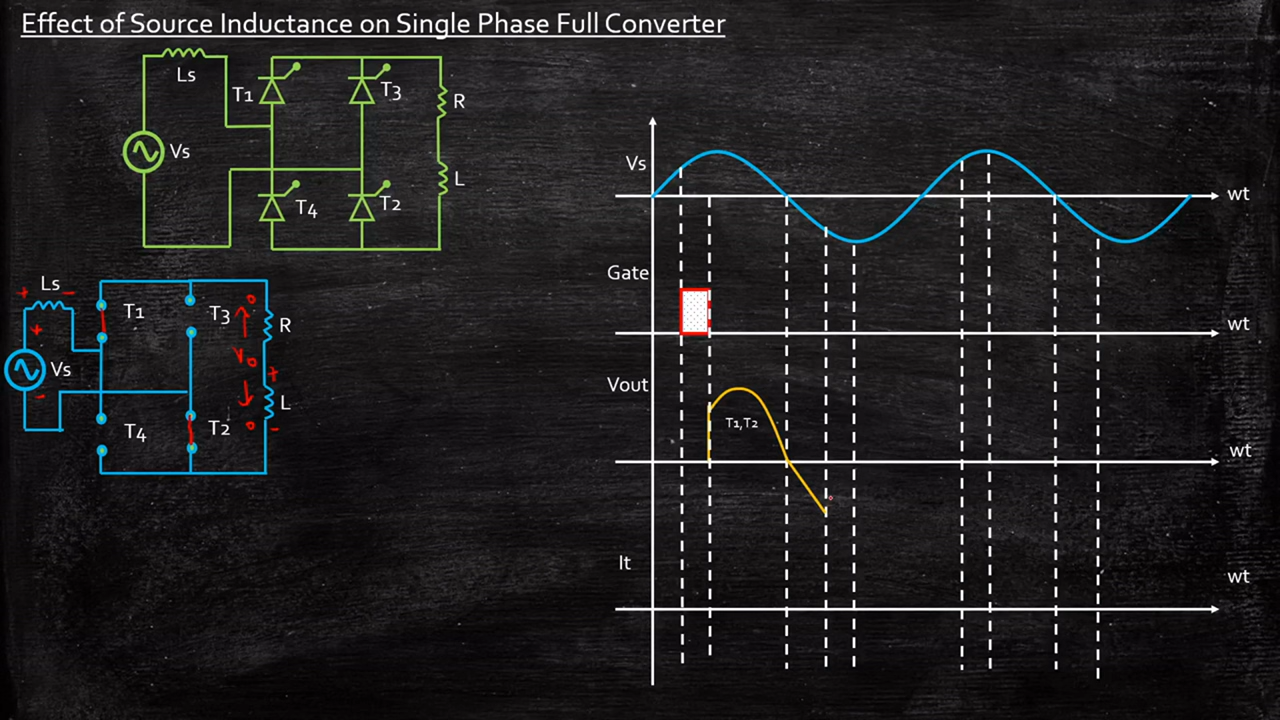 Effect of Source Inductance on Single Phase Full Converter
Ls
T1
T3
R
Vs
L
T4
T2
Vs
wt
Gate
wt
Vout
T1,T2
wt
It
wt
+ Ls -
T1
T3
R
+
Vs
-
Vo
+
L
-
T4
T2